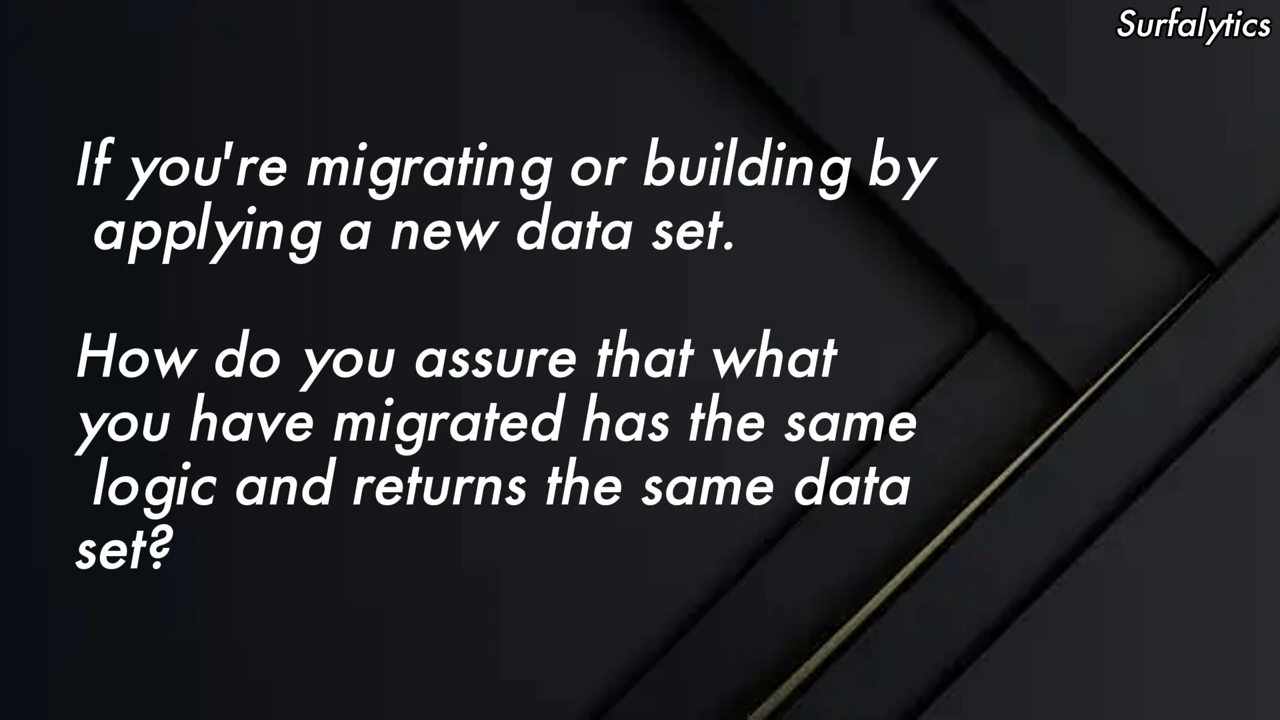 Surfalytics
If you're migrating or building by
applying a new data set.
How do you assure that what
you have migrated has the same
logic and returns the same data
set?